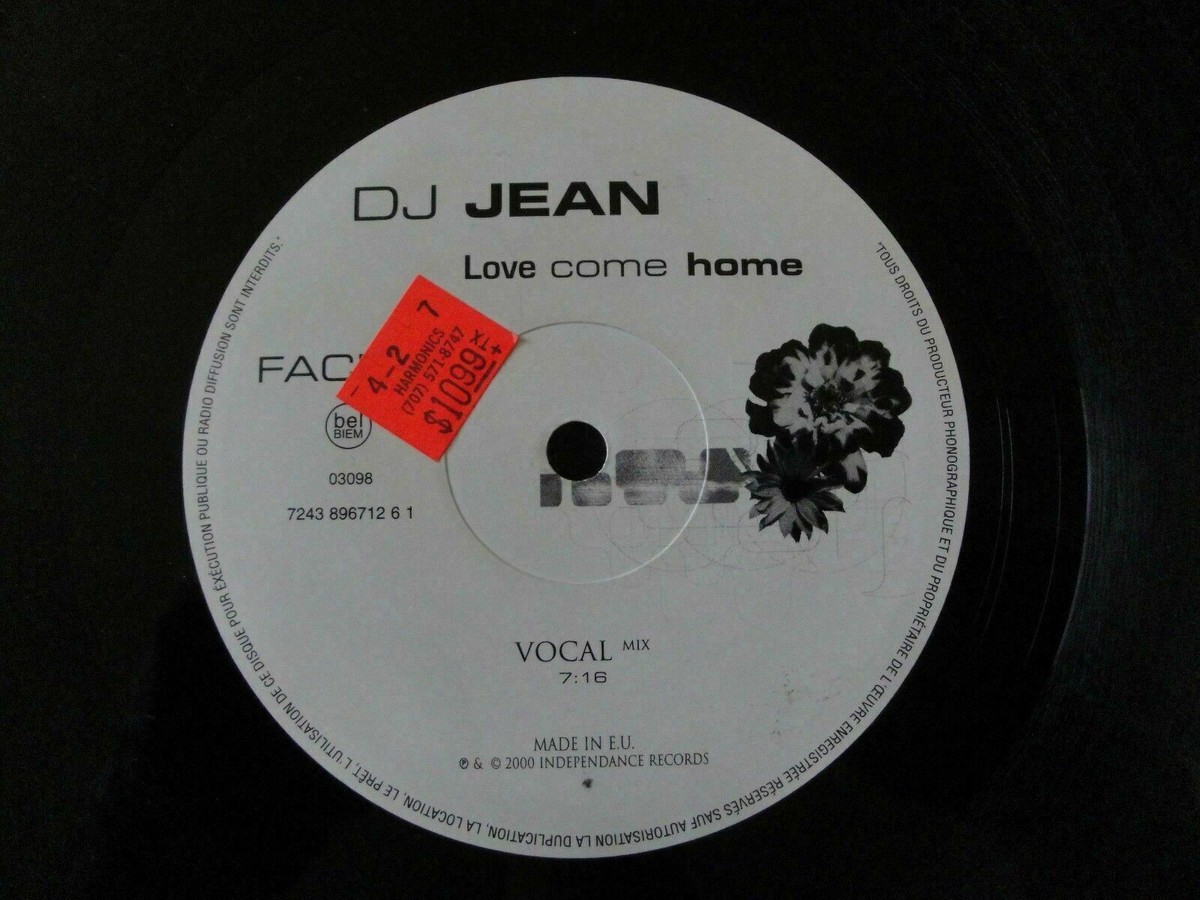 DJ JEAN
Love come home
FAC
4-2 7
HARMONICS
(707) 571-8747
$1099
bel
BIEM
03098
7243 896712 6 1
VOCAL MIX
7:16
MADE IN E.U.
℗ & © 2000 INDEPENDANCE RECORDS
"TOUS DROITS DU PRODUCTEUR PHONOGRAPHIQUE ET DU PROPRIÉTAIRE DE L'ŒUVRE ENREGISTRÉE RÉSERVÉS SAUF AUTORISATION LA DUPLICATION, LA LOCATION, LE PRÊT, L'UTILISATION DE CE DISQUE POUR ÉXÉCUTION PUBLIQUE OU RADIO DIFFUSION SONT INTERDITS."